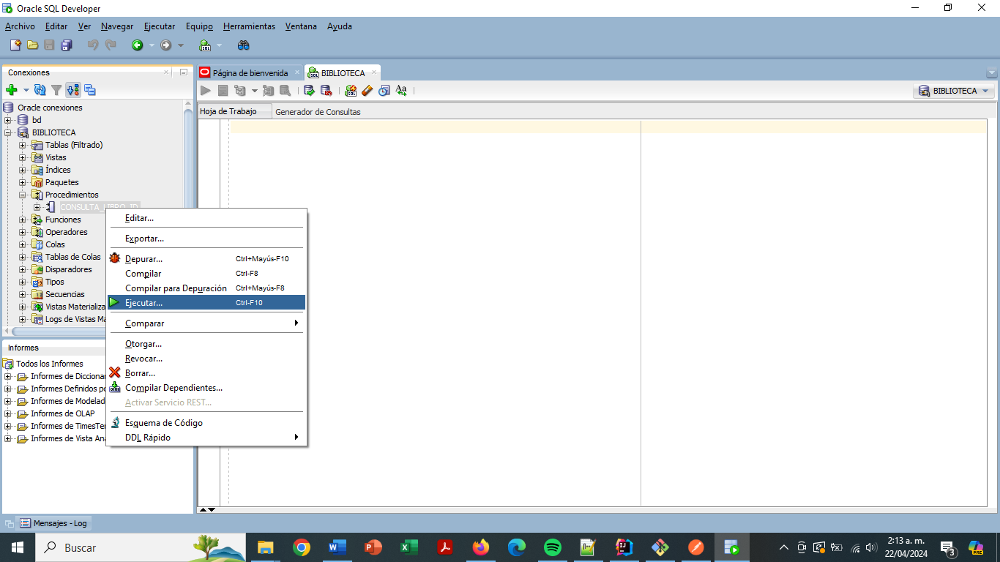 Oracle SQL Developer
Archivo Editar Ver Navegar Ejecutar Equipo Herramientas Ventana Ayuda
SQL
Conexiones
Oracle conexiones
bd
BIBLIOTECA
Tablas (Filtrado)
Vistas
Índices
Paquetes
Procedimientos
CONSULTA_LIBRO_ID
Funciones
Operadores
Colas
Tablas de Colas
Disparadores
Tipos
Secuencias
Vistas Materializa
Logs de Vistas Ma
Informes
Todos los Informes
Informes de Dicciona
Informes Definidos po
Informes de Modelad
Informes de OLAP
Informes de TimesTe
Informes de Vista Ana
Página de bienvenida
BIBLIOTECA
BIBLIOTECA
Hoja de Trabajo Generador de Consultas
Editar...
Exportar...
Depurar... Ctrl+Mayús-F10
Compilar Ctrl-F8
Compilar para Depuración Ctrl+Mayús-F8
Ejecutar... Ctrl-F10
Comparar
Otorgar...
Revocar...
Borrar...
Compilar Dependientes...
Activar Servicio REST...
Esquema de Código
DDL Rápido
Mensajes - Log
Buscar
2:13 a. m.
22/04/2024
3
PRE